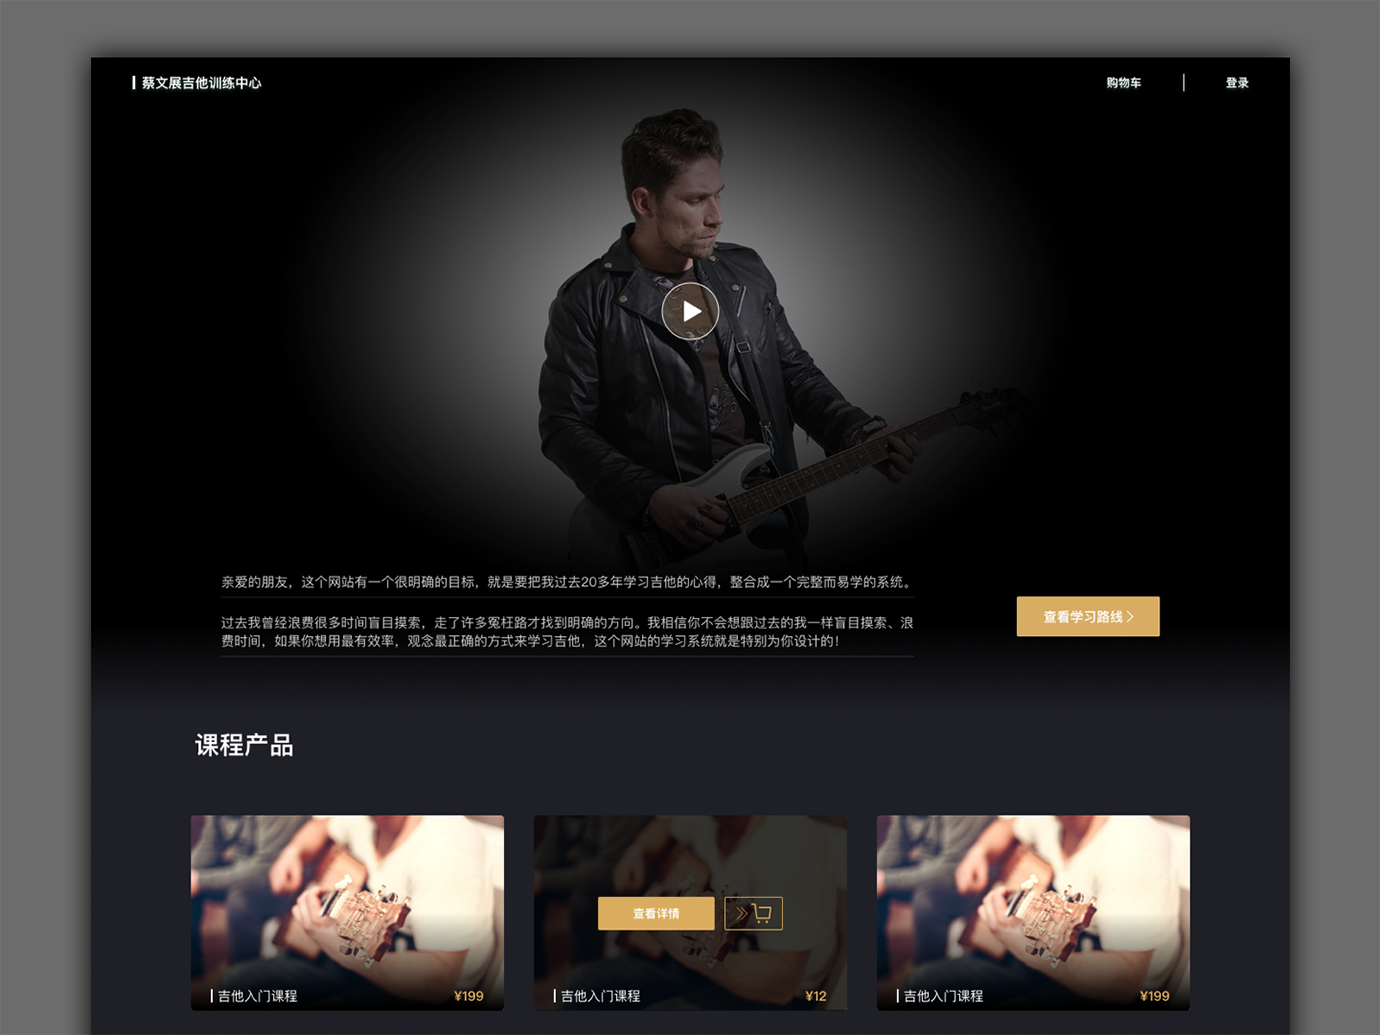 蔡文展吉他训练中心
购物车
登录
亲爱的朋友，这个网站有一个很明确的目标，就是要把我过去20多年学习吉他的心得，整合成一个完整而易学的系统。
过去我曾经浪费很多时间盲目摸索，走了许多冤枉路才找到明确的方向。我相信你不会想跟过去的我一样盲目摸索、浪
费时间，如果你想用最有效率，观念最正确的方式来学习吉他，这个网站的学习系统就是特别为你设计的！
查看学习路线
课程产品
查看详情
吉他入门课程
¥199
吉他入门课程
¥12
吉他入门课程
¥199